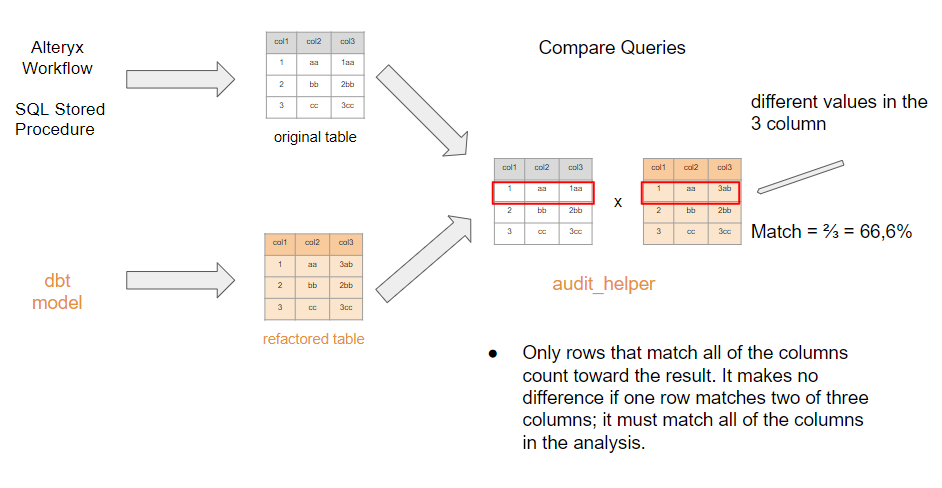 Alteryx
Workflow
SQL Stored
Procedure
col1 col2 col3
1 aa 1aa
2 bb 2bb
3 cc 3cc
original table
dbt
model
col1 col2 col3
1 aa 3ab
2 bb 2bb
3 cc 3cc
refactored table
Compare Queries
col1 col2 col3
1 aa 1aa
2 bb 2bb
3 cc 3cc
x
col1 col2 col3
1 aa 3ab
2 bb 2bb
3 cc 3cc
audit_helper
different values in the
3 column
Match = ⅔ = 66,6%
● Only rows that match all of the columns
count toward the result. It makes no
difference if one row matches two of three
columns; it must match all of the columns
in the analysis.